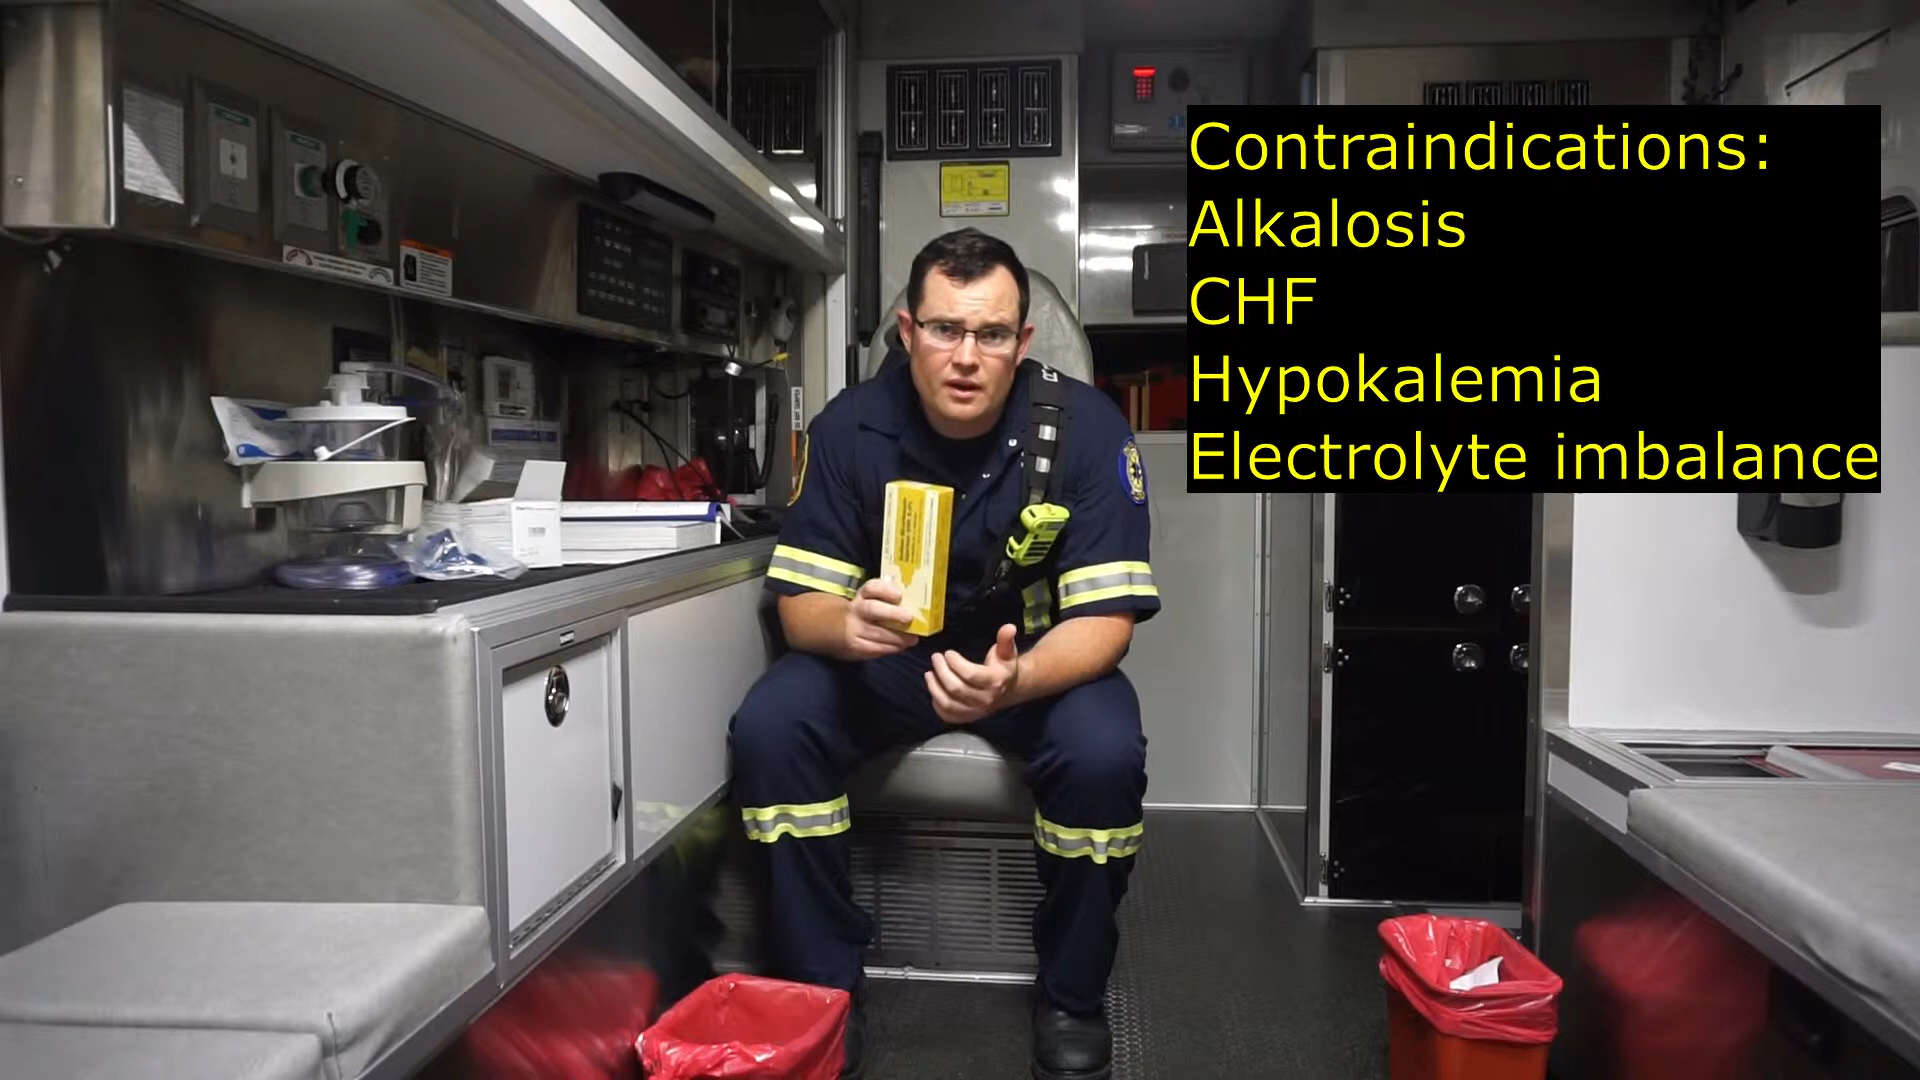 Contraindications:
Alkalosis
CHF
Hypokalemia
Electrolyte imbalance